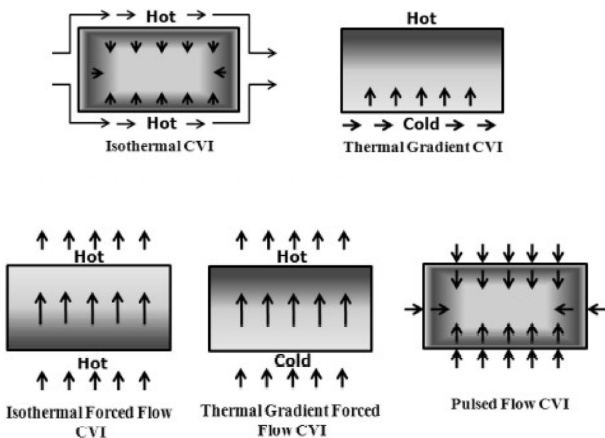 Hot
Hot
Isothermal CVI
Hot
Cold
Thermal Gradient CVI
Hot
Hot
Isothermal Forced Flow
CVI
Hot
Cold
Thermal Gradient Forced
Flow CVI
Pulsed Flow CVI